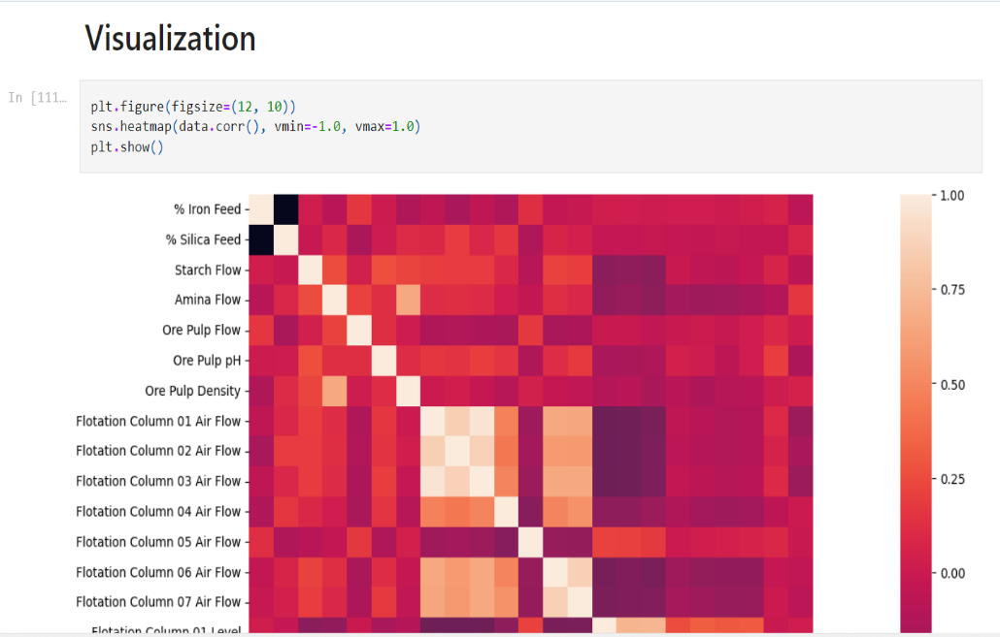 Visualization
In [111…
plt.figure(figsize=(12, 10))
sns.heatmap(data.corr(), vmin=-1.0, vmax=1.0)
plt.show()
% Iron Feed
% Silica Feed
Starch Flow
Amina Flow
Ore Pulp Flow
Ore Pulp pH
Ore Pulp Density
Flotation Column 01 Air Flow
Flotation Column 02 Air Flow
Flotation Column 03 Air Flow
Flotation Column 04 Air Flow
Flotation Column 05 Air Flow
Flotation Column 06 Air Flow
Flotation Column 07 Air Flow
Flotation Column 01 Level
1.00
0.75
0.50
0.25
0.00